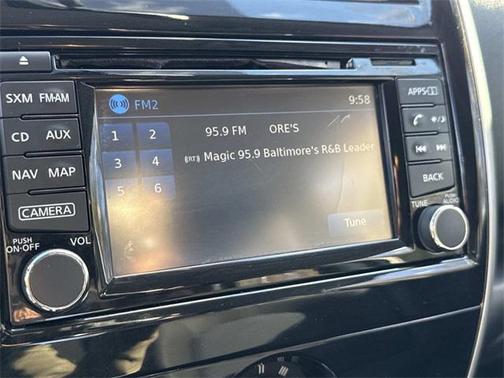 FM2 9:58
SXM FM·AM
APPS
1 2 95.9 FM ORE'S
CD AUX
3 4 Magic 95.9 Baltimore's R&B Leader
NAV MAP
BACK
5 6
CAMERA
Tune
TUNE PUSH AUDIO
PUSH
ON-OFF VOL